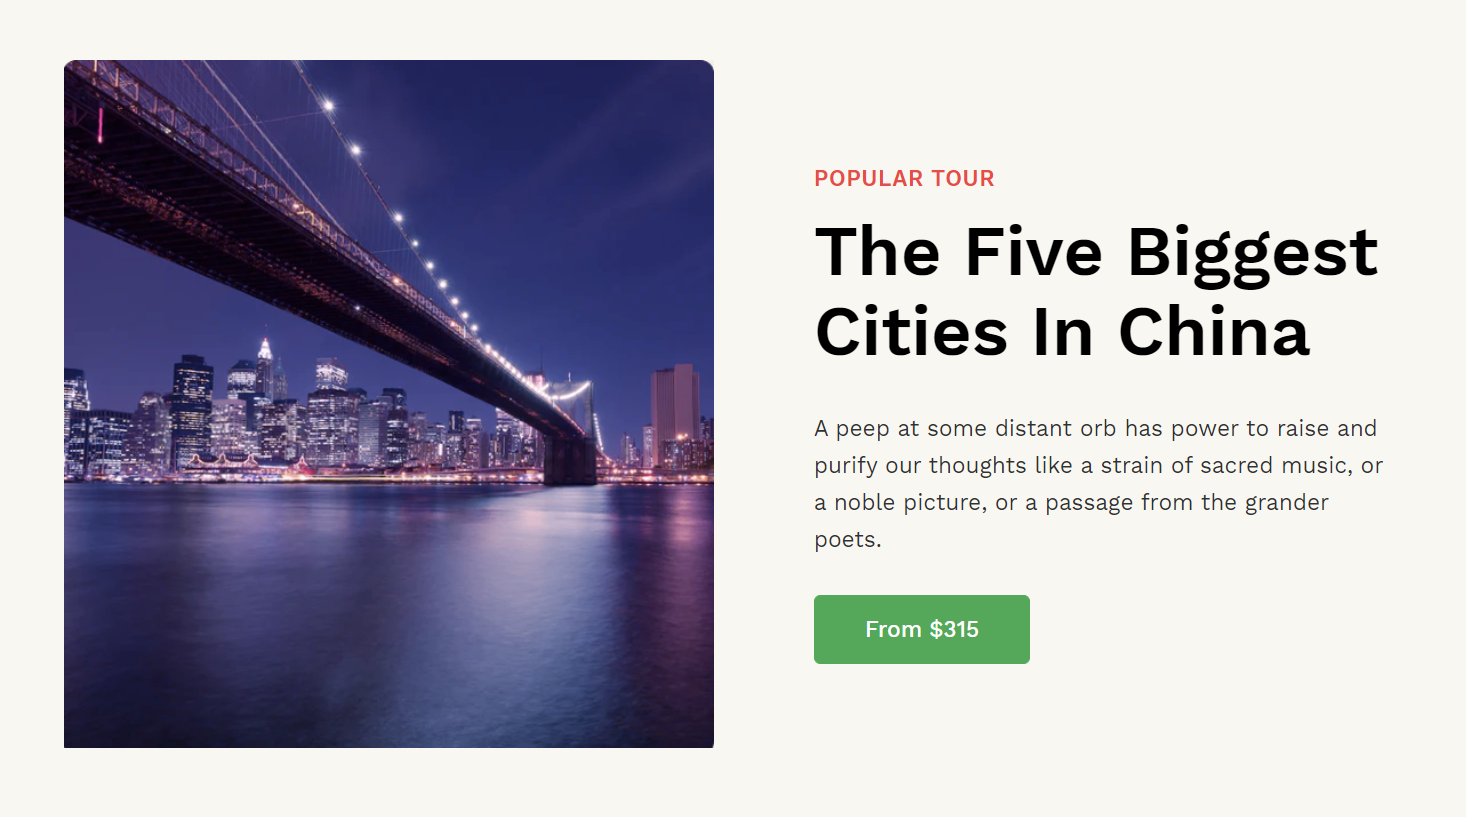 POPULAR TOUR
The Five Biggest
Cities In China
A peep at some distant orb has power to raise and
purify our thoughts like a strain of sacred music, or
a noble picture, or a passage from the grander
poets.
From $315